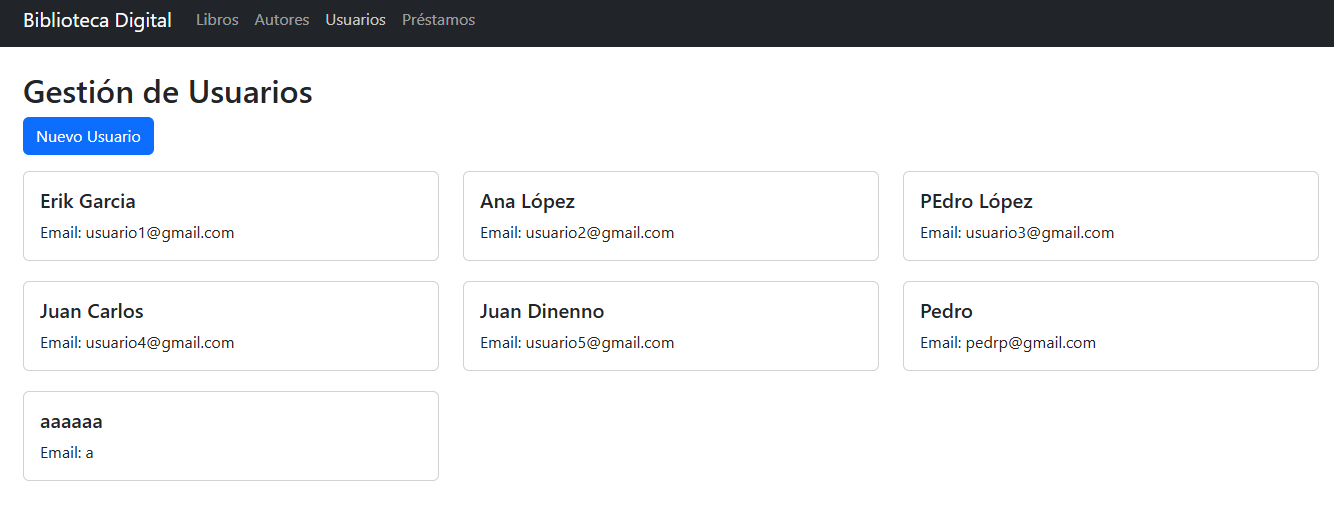 Biblioteca Digital Libros Autores Usuarios Préstamos
Gestión de Usuarios
Nuevo Usuario
Erik Garcia
Email: usuario1@gmail.com
Ana López
Email: usuario2@gmail.com
PEdro López
Email: usuario3@gmail.com
Juan Carlos
Email: usuario4@gmail.com
Juan Dinenno
Email: usuario5@gmail.com
Pedro
Email: pedrp@gmail.com
aaaaaa
Email: a